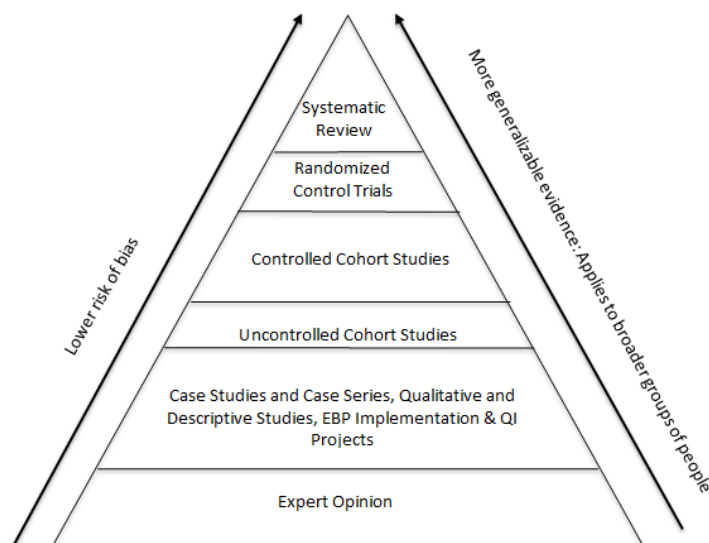 Systematic
Review
Randomized
Control Trials
Controlled Cohort Studies
Uncontrolled Cohort Studies
Case Studies and Case Series, Qualitative and
Descriptive Studies, EBP Implementation & QI
Projects
Expert Opinion
Lower risk of bias
More generalizable evidence: Applies to broader groups of people